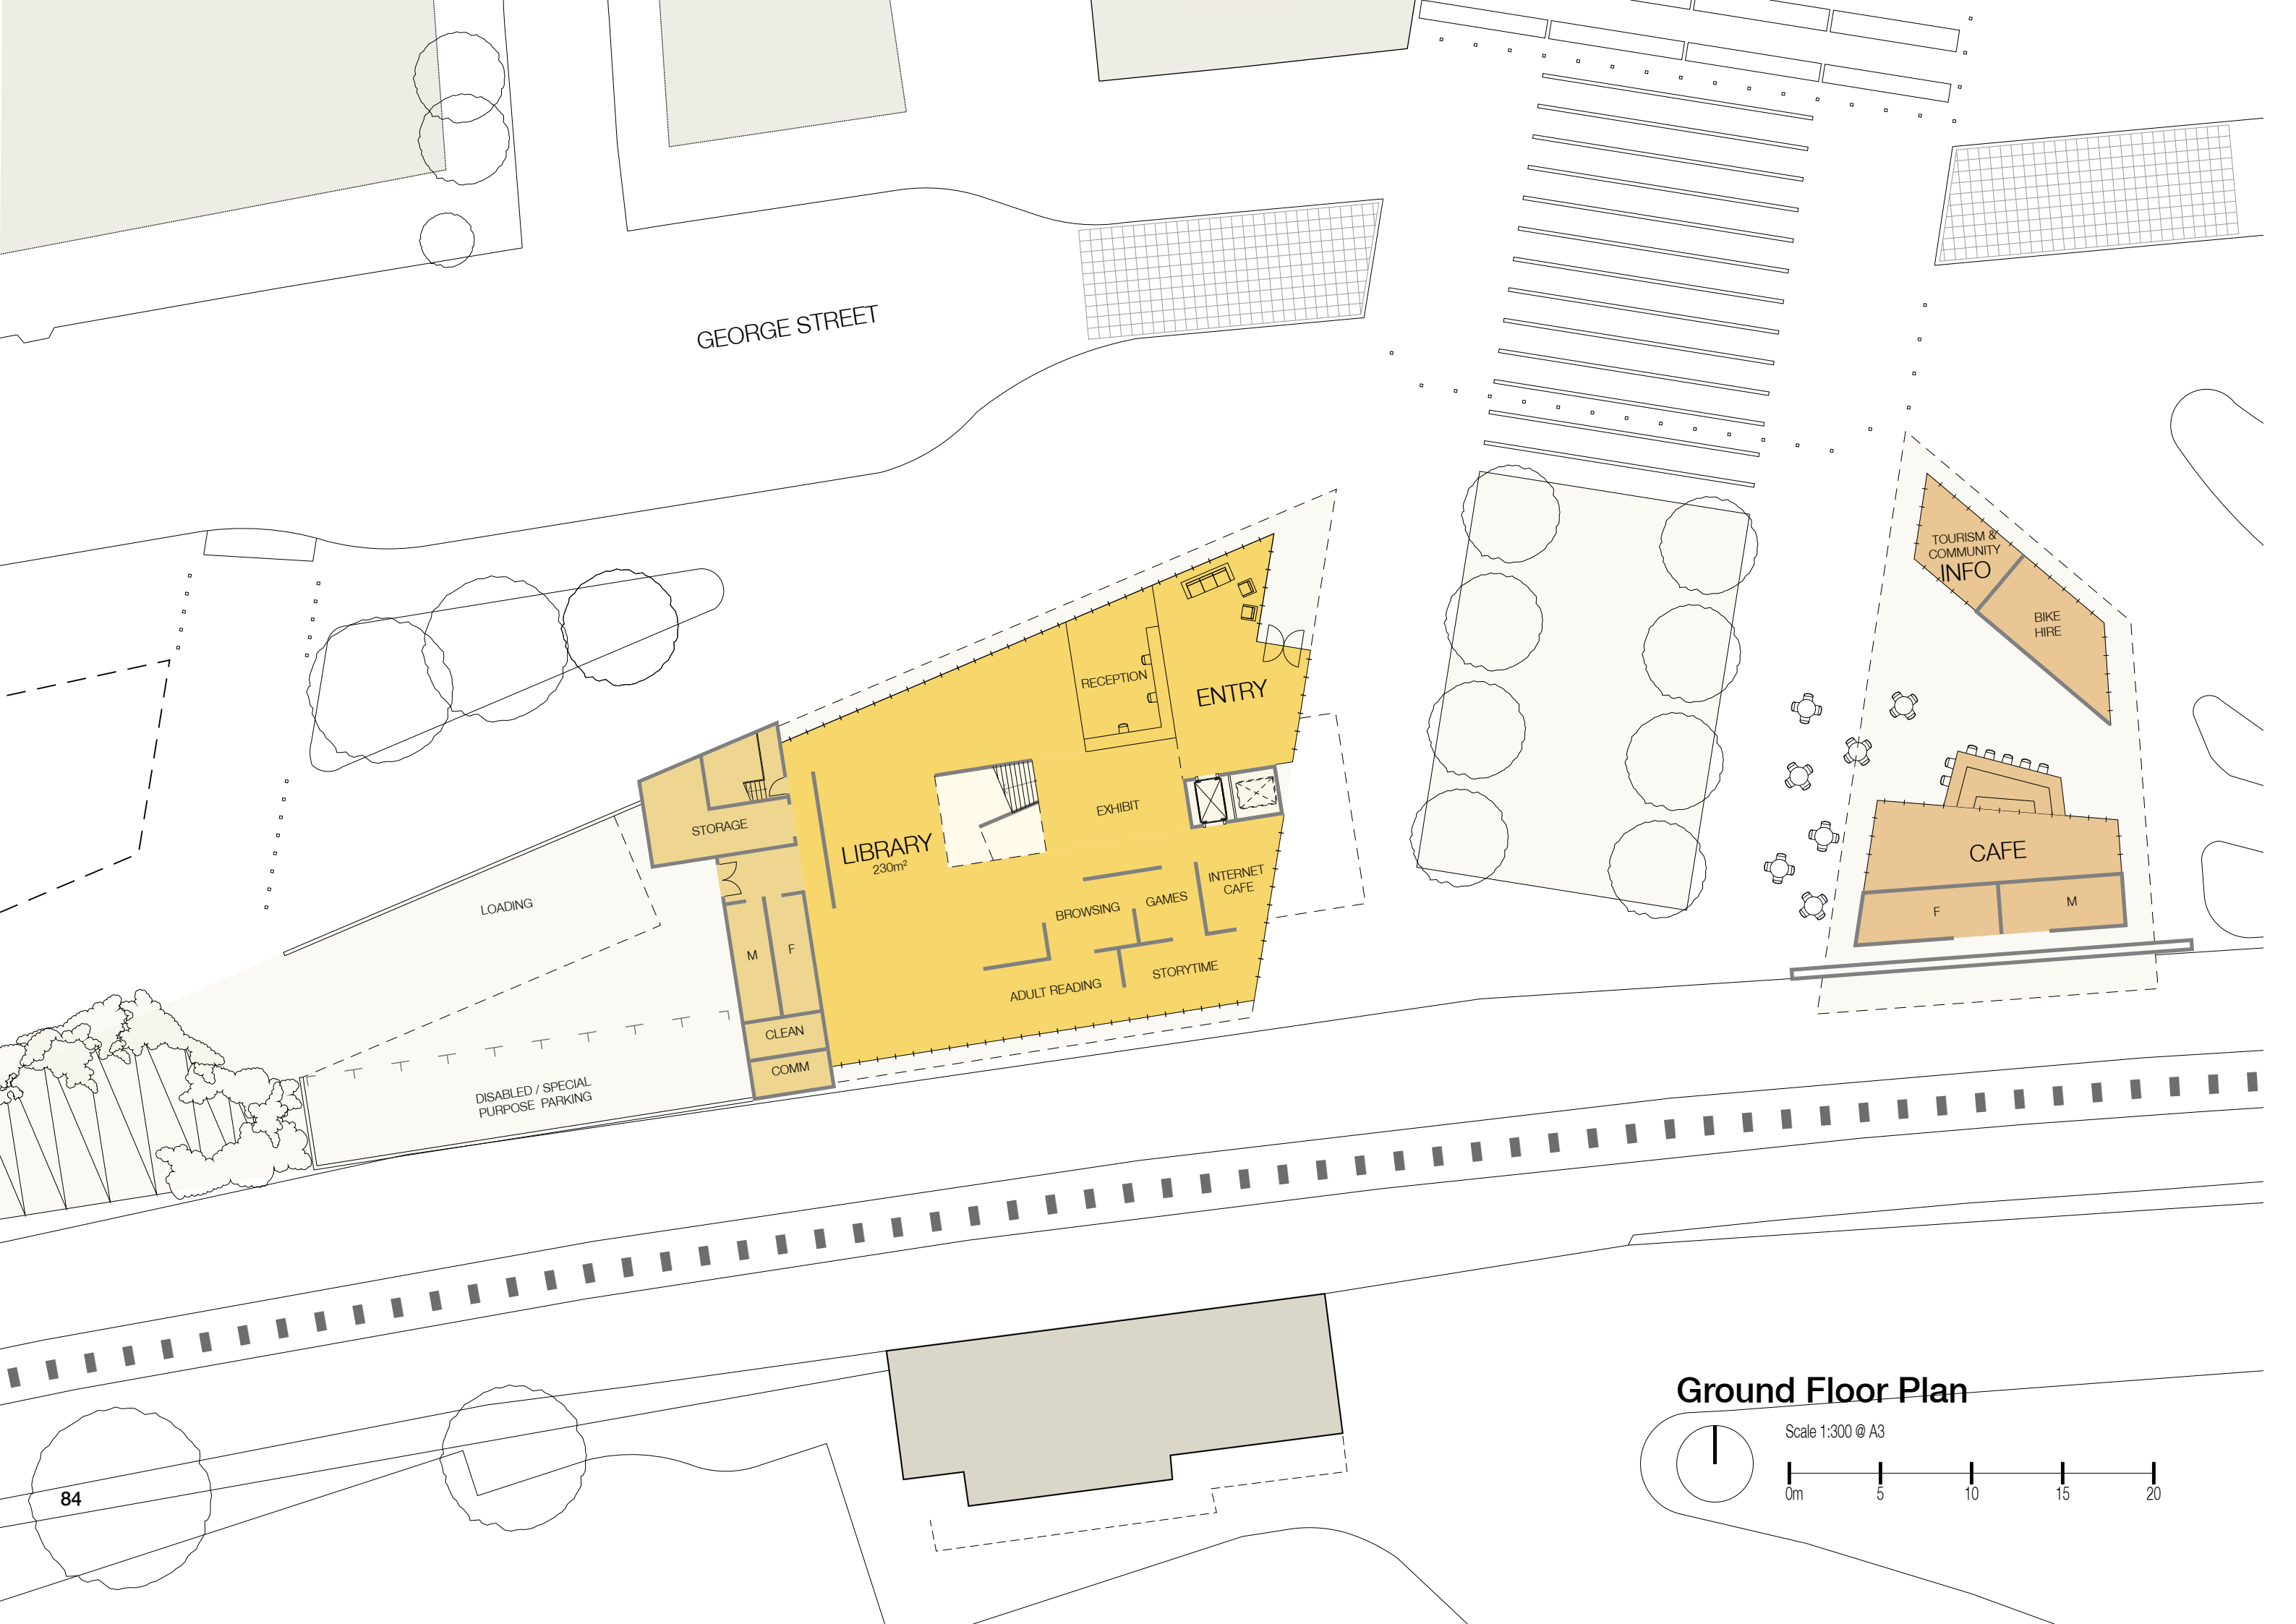 GEORGE STREET
TOURISM &
COMMUNITY
INFO
BIKE
HIRE
RECEPTION
ENTRY
STORAGE
LIBRARY
230m²
EXHIBIT
INTERNET
CAFE
GAMES
BROWSING
STORYTIME
ADULT READING
CAFE
F
M
LOADING
M
F
CLEAN
COMM
DISABLED / SPECIAL
PURPOSE PARKING
Ground Floor Plan
Scale 1:300 @ A3
0m 5 10 15 20
84